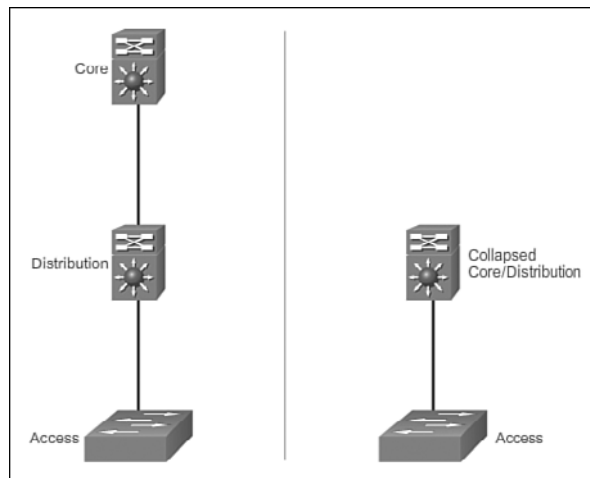 Core
Distribution
Collapsed
Core/Distribution
Access
Access